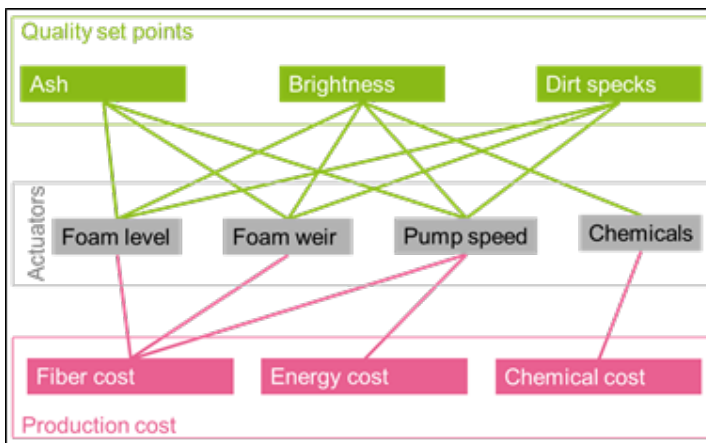 Quality set points
Ash
Brightness
Dirt specks
Actuators
Foam level
Foam weir
Pump speed
Chemicals
Fiber cost
Energy cost
Chemical cost
Production cost